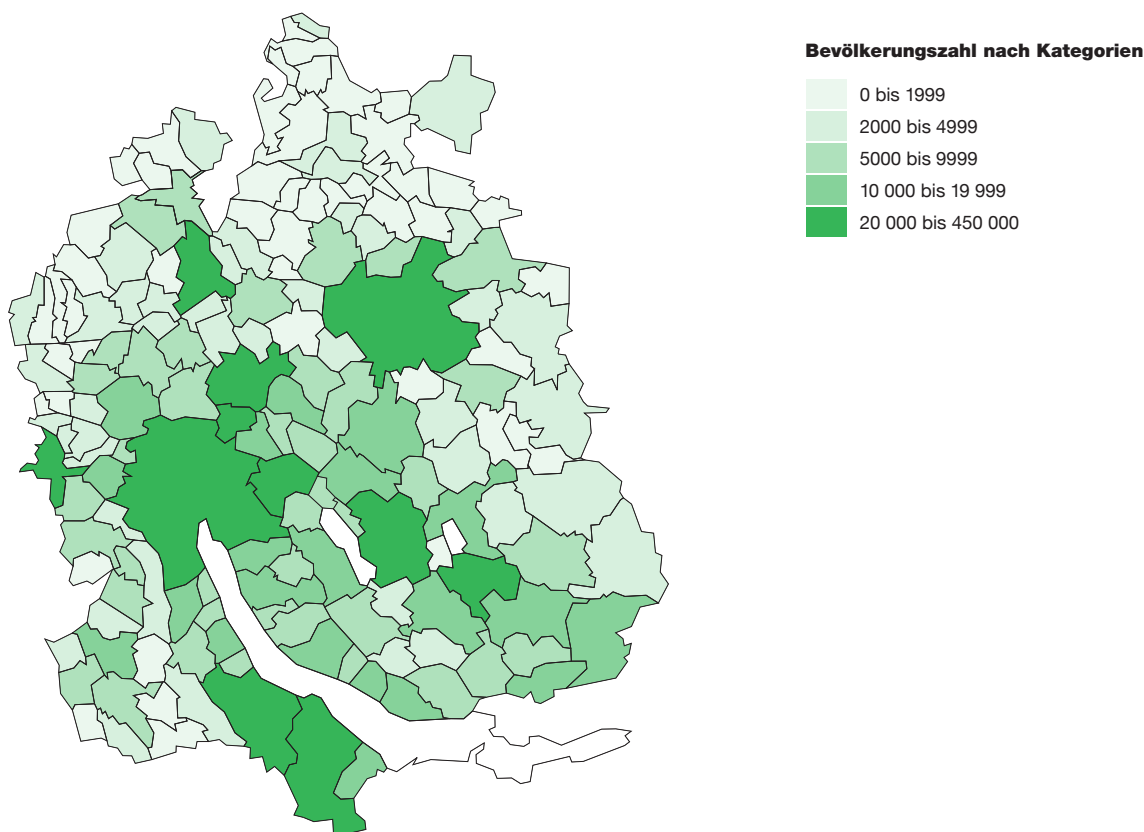 Bevölkerungszahl nach Kategorien
0 bis 1999
2000 bis 4999
5000 bis 9999
10 000 bis 19 999
20 000 bis 450 000